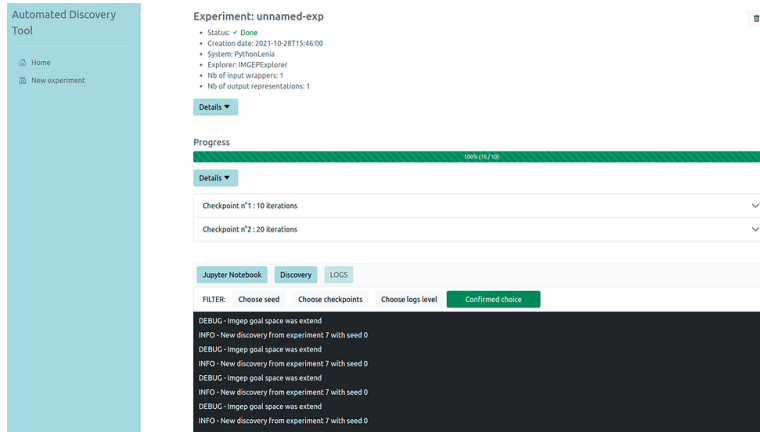 Automated Discovery
Tool
Home
New experiment
Experiment: unnamed-exp
Status: ✓ Done
Creation date: 2021-10-28T15:46:00
System: PythonLenia
Explorer: IMGEPExplorer
Nb of input wrappers: 1
Nb of output representations: 1
Details
Progress
100% (10 / 10)
Details
Checkpoint n°1 : 10 iterations
Checkpoint n°2 : 20 iterations
Jupyter Notebook Discovery LOGS
FILTER: Choose seed Choose checkpoints Choose logs level Confirmed choice
DEBUG - Imgep goal space was extend
INFO - New discovery from experiment 7 with seed 0
DEBUG - Imgep goal space was extend
INFO - New discovery from experiment 7 with seed 0
DEBUG - Imgep goal space was extend
INFO - New discovery from experiment 7 with seed 0
DEBUG - Imgep goal space was extend
INFO - New discovery from experiment 7 with seed 0